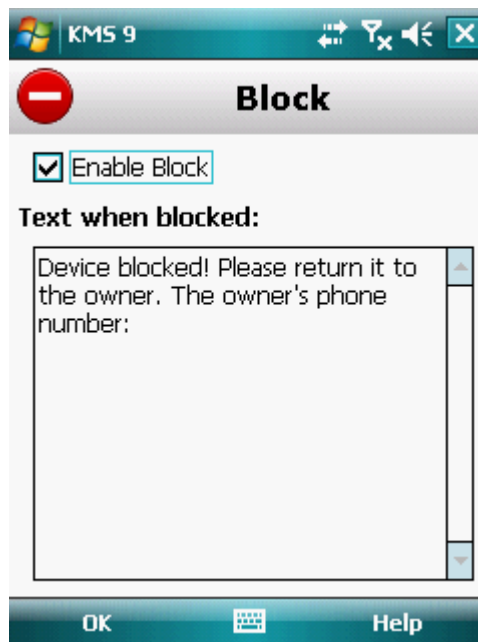 KMS 9
Block
Enable Block
Text when blocked:
Device blocked! Please return it to
the owner. The owner's phone
number:
OK
Help